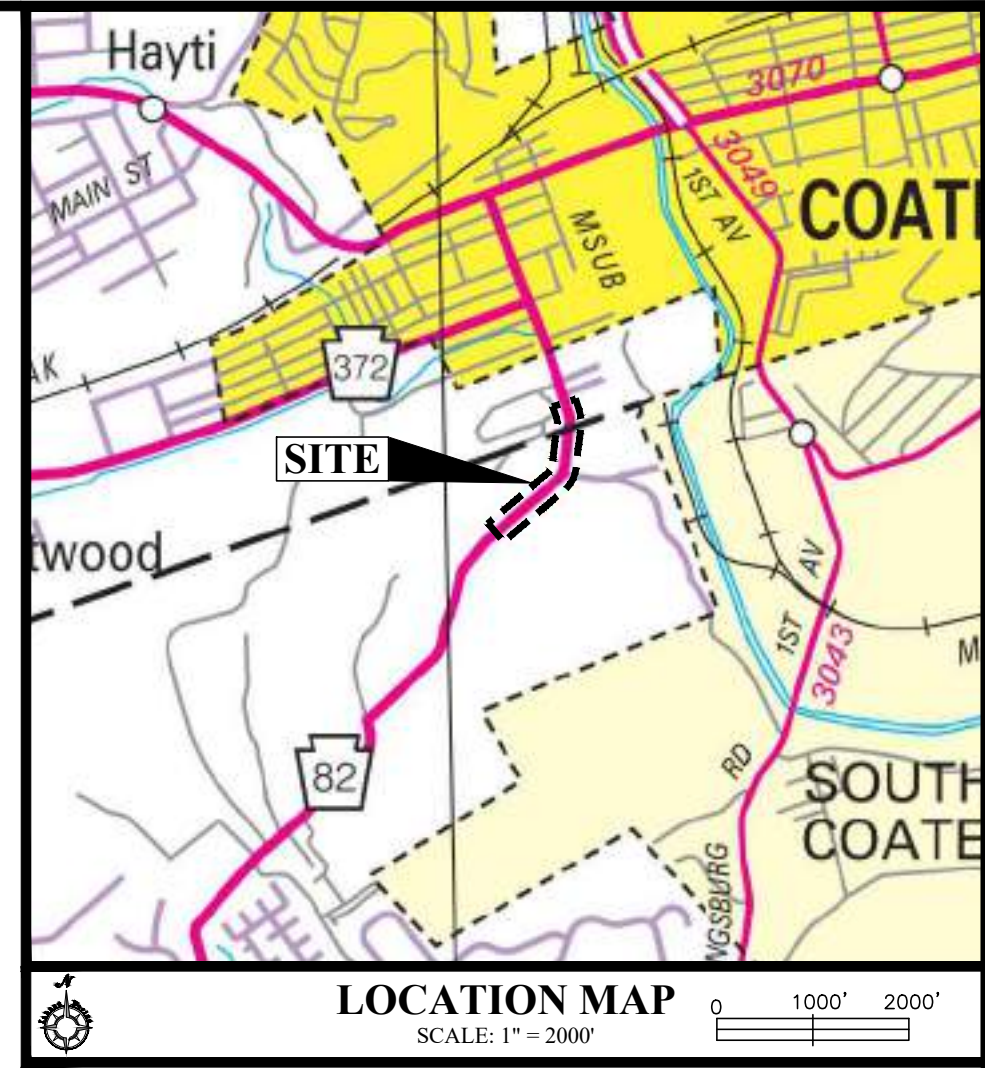 Hayti
3070
MAIN ST
3049
1ST AV
COATE
MSUB
AK
372
SITE
twood
1ST AV
3043
M
82
RD
SOUTH
COATE
NGSBURG
N
LOCATION MAP
SCALE: 1" = 2000'
0 1000' 2000'